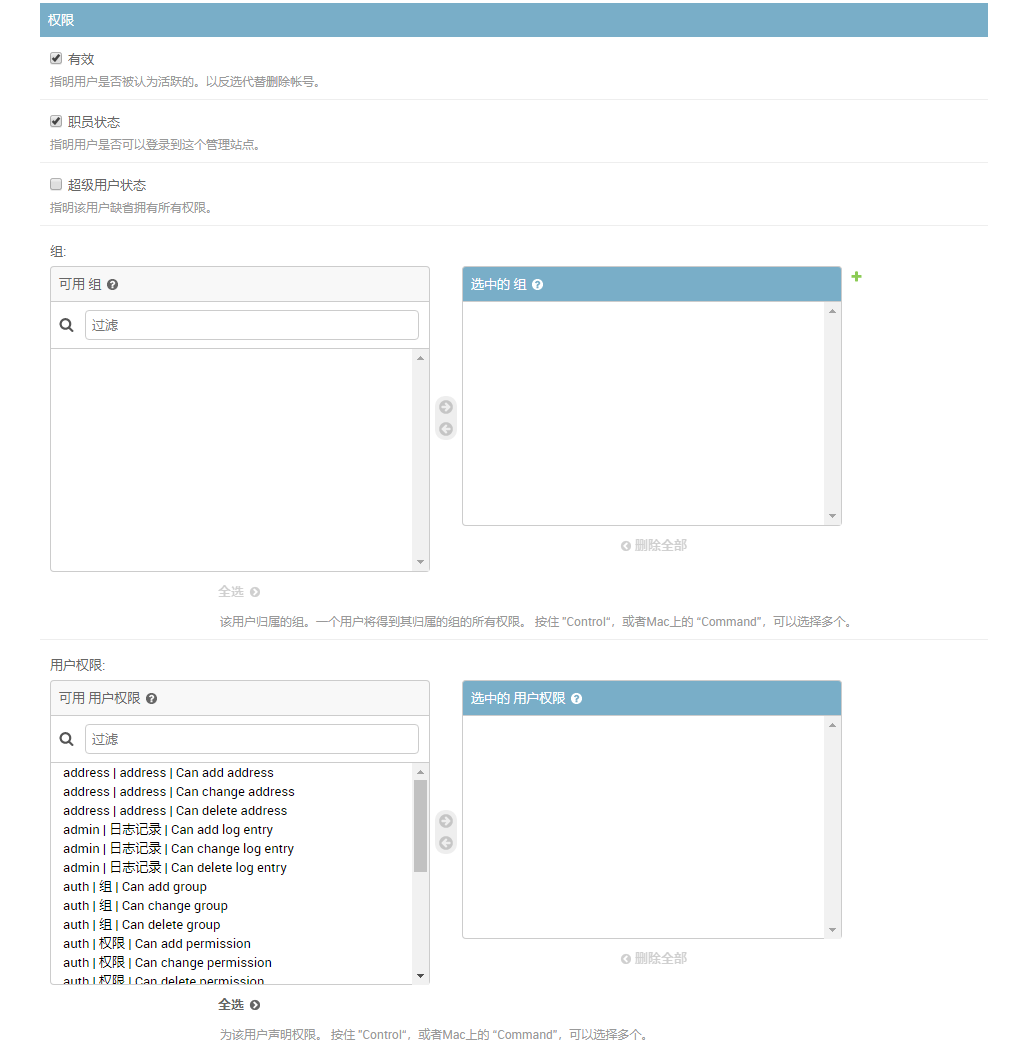 权限
有效
指明用户是否被认为活跃的。以反选代替删除帐号。
职员状态
指明用户是否可以登录到这个管理站点。
超级用户状态
指明该用户缺省拥有所有权限。
组:
可用 组
选中的 组
过滤
删除全部
全选
该用户归属的组。一个用户将得到其归属的组的所有权限。 按住 "Control"，或者Mac上的 “Command”，可以选择多个。
用户权限:
可用 用户权限
选中的 用户权限
过滤
address | address | Can add address
address | address | Can change address
address | address | Can delete address
admin | 日志记录 | Can add log entry
admin | 日志记录 | Can change log entry
admin | 日志记录 | Can delete log entry
auth | 组 | Can add group
auth | 组 | Can change group
auth | 组 | Can delete group
auth | 权限 | Can add permission
auth | 权限 | Can change permission
auth | 权限 | Can delete permission
删除全部
全选
为该用户声明权限。 按住 "Control"，或者Mac上的 “Command”，可以选择多个。